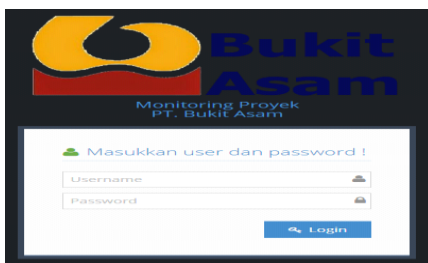 Bukit
Asam
Monitoring Proyek
PT. Bukit Asam
Masukkan user dan password !
Username
Password
Login